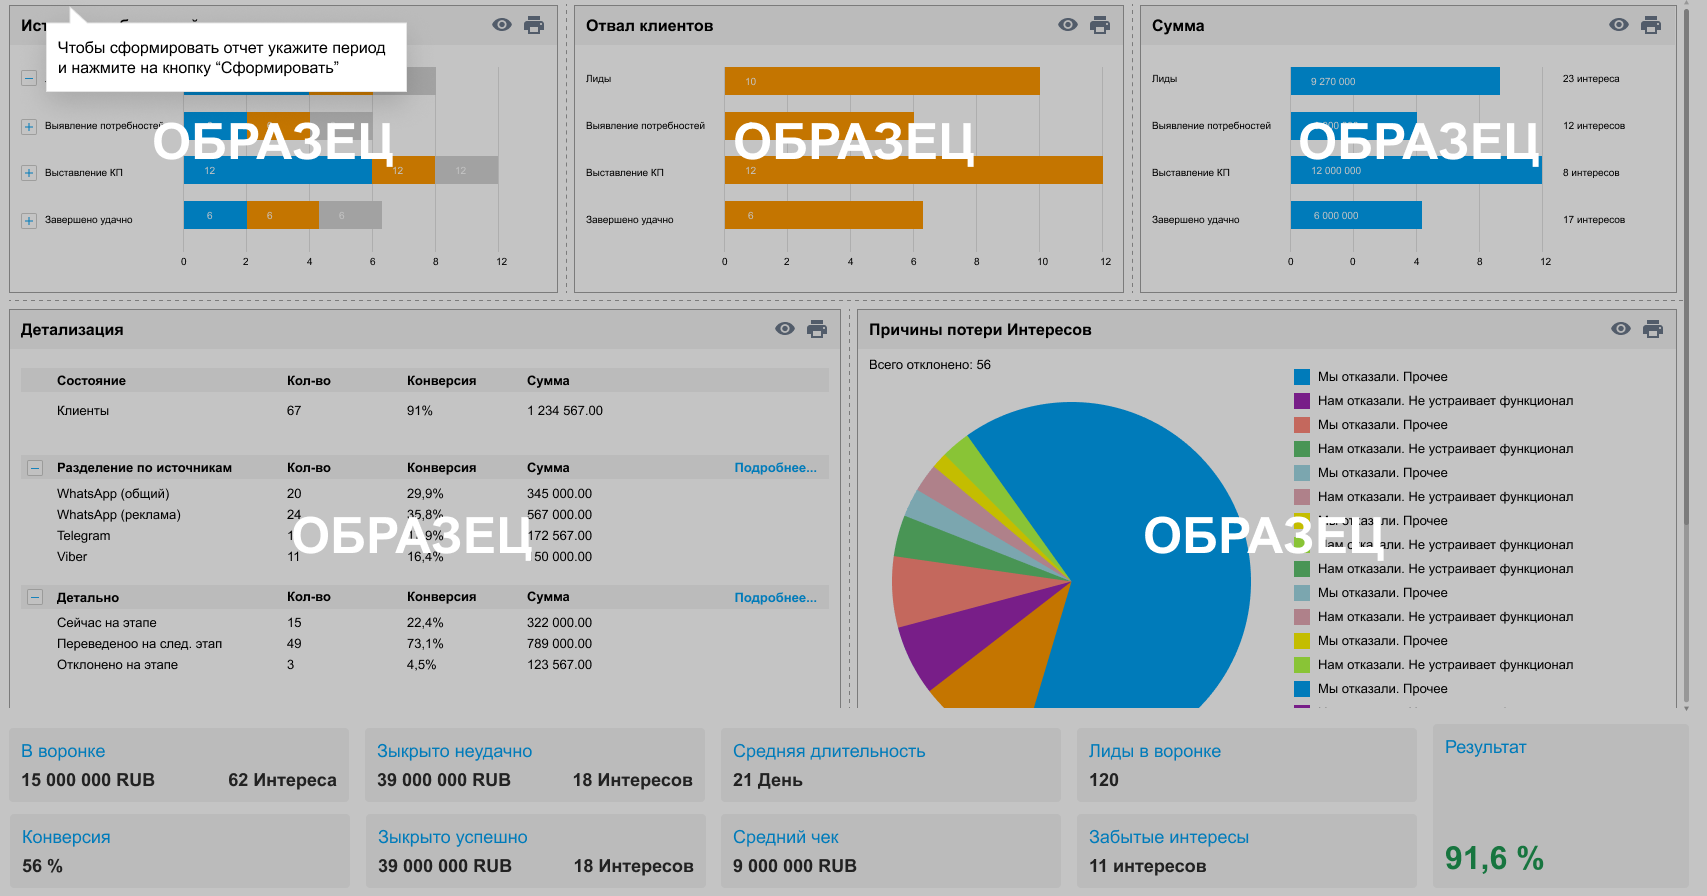 Чтобы сформировать отчет укажите период
и нажмите на кнопку “Сформировать”
Выявление потребностей
Выставление КП
Завершено удачно
ОБРАЗЕЦ
12 12 12
6 6 6
0 2 4 6 8 12
Отвал клиентов
Лиды
Выявление потребностей
Выставление КП
Завершено удачно
10
ОБРАЗЕЦ
12
6
0 2 4 6 8 10 12
Сумма
Лиды
Выявление потребностей
Выставление КП
Завершено удачно
9 270 000
ОБРАЗЕЦ
12 000 000
6 000 000
23 интереса
12 интересов
8 интересов
17 интересов
0 0 4 8 12
Детализация
Состояние Кол-во Конверсия Сумма
Клиенты 67 91% 1 234 567.00
Разделение по источникам Кол-во Конверсия Сумма Подробнее...
WhatsApp (общий) 20 29,9% 345 000.00
WhatsApp (реклама) 24 35,8% 567 000.00
Telegram 172 567.00
Viber 11 16,4% 150 000.00
ОБРАЗЕЦ
Детально Кол-во Конверсия Сумма Подробнее...
Сейчас на этапе 15 22,4% 322 000.00
Переведеноо на след. этап 49 73,1% 789 000.00
Отклонено на этапе 3 4,5% 123 567.00
Причины потери Интересов
Всего отклонено: 56
ОБРАЗЕЦ
Мы отказали. Прочее
Нам отказали. Не устраивает функционал
Мы отказали. Прочее
Нам отказали. Не устраивает функционал
Мы отказали. Прочее
Нам отказали. Не устраивает функционал
Мы отказали. Прочее
Нам отказали. Не устраивает функционал
Нам отказали. Не устраивает функционал
Мы отказали. Прочее
Нам отказали. Не устраивает функционал
Мы отказали. Прочее
Нам отказали. Не устраивает функционал
Мы отказали. Прочее
В воронке
15 000 000 RUB 62 Интереса
Зыкрыто неудачно
39 000 000 RUB 18 Интересов
Средняя длительность
21 День
Лиды в воронке
120
Результат
91,6 %
Конверсия
56 %
Зыкрыто успешно
39 000 000 RUB 18 Интересов
Средний чек
9 000 000 RUB
Забытые интересы
11 интересов